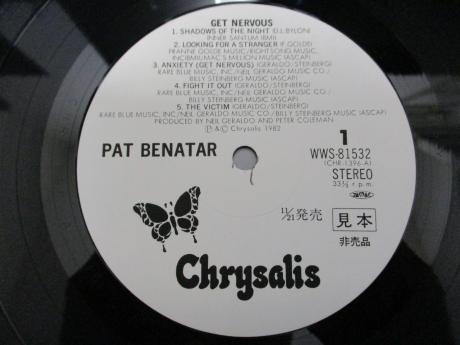 GET NERVOUS
1. SHADOWS OF THE NIGHT (D.L.BYLON)
INNER SANTUM (BMI)
2. LOOKING FOR A STRANGER (F.GOLDE)
FRANNE GOLDE MUSIC/RIGHTSONG MUSIC,
INC(BMI)/MAC'S MILLION MUSIC (ASCAP)
3. ANXIETY (GET NERVOUS) (GERALDO/STEINBERG)
RARE BLUE MUSIC, INC/NEIL GERALDO MUSIC CO./
BILLY STEINBERG MUSIC (ASCAP)
4. FIGHT IT OUT (GERALDO/STEINBERG)
RARE BLUE MUSIC, INC/NEIL GERALDO MUSIC CO./
BILLY STEINBERG MUSIC (ASCAP)
5. THE VICTIM (GERALDO/STEINBERG)
RARE BLUE MUSIC, INC/NEIL GERALDO MUSIC CO./BILLY STEINBERG MUSIC (ASCAP)
PRODUCED BY NEIL GERALDO AND PETER COLEMAN
℗&© Chrysalis 1982
PAT BENATAR
1
WWS-81532
(CHR-1396-A)
STEREO
33⅓ r.p.m.
11/21発売
見本
非売品
Chrysalis